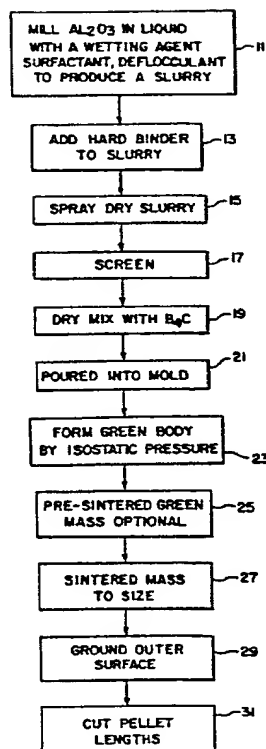 MILL AL2O3 IN LIQUID
WITH A WETTING AGENT
SURFACTANT, DEFLOCCULANT
TO PRODUCE A SLURRY
11
ADD HARD BINDER
TO SLURRY
13
SPRAY DRY SLURRY
15
SCREEN
17
DRY MIX WITH B4C
19
POURED INTO MOLD
21
FORM GREEN BODY
BY ISOSTATIC PRESSURE
23
PRE-SINTERED GREEN
MASS OPTIONAL
25
SINTERED MASS
TO SIZE
27
GROUND OUTER
SURFACE
29
CUT PELLET
LENGTHS
31